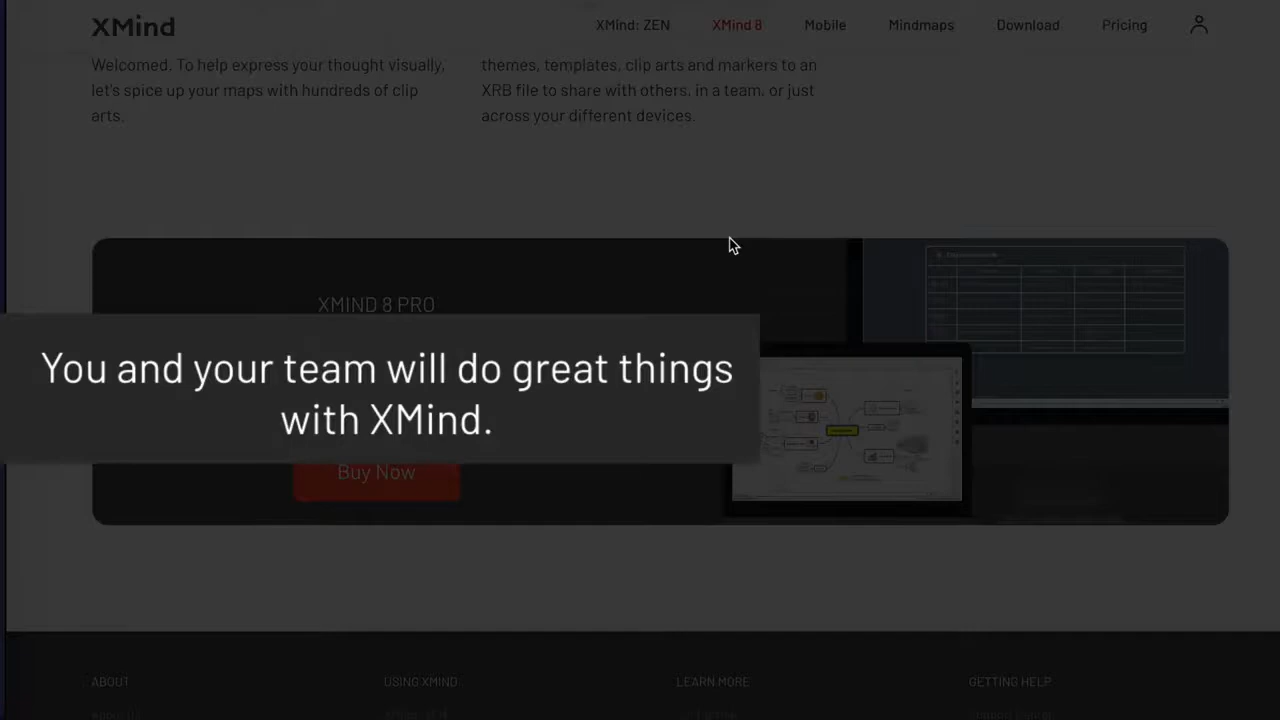 XMind
XMind: ZEN
XMind 8
Mobile
Mindmaps
Download
Pricing
Welcomed. To help express your thought visually,
let's spice up your maps with hundreds of clip
arts.
themes, templates, clip arts and markers to an
XRB file to share with others, in a team, or just
across your different devices.
XMIND 8 PRO
You and your team will do great things
with XMind.
Buy Now
ABOUT
USING XMIND
LEARN MORE
GETTING HELP
About Us